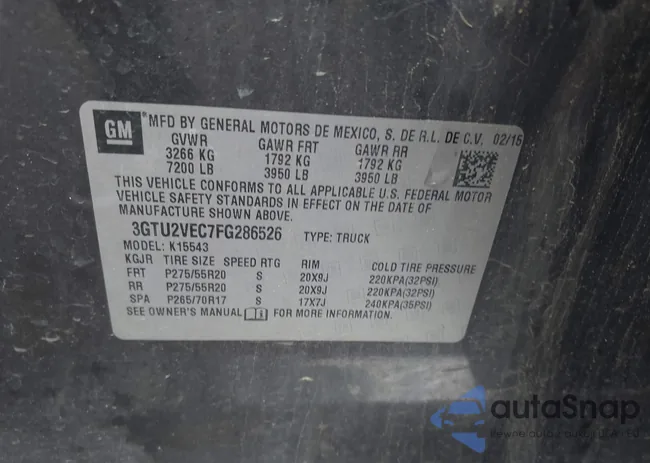 GM
MFD BY GENERAL MOTORS DE MEXICO, S. DE R.L. DE C.V. 02/15
GVWR GAWR FRT GAWR RR
3266 KG 1792 KG 1792 KG
7200 LB 3950 LB 3950 LB
THIS VEHICLE CONFORMS TO ALL APPLICABLE U.S. FEDERAL MOTOR
VEHICLE SAFETY STANDARDS IN EFFECT ON THE DATE OF
MANUFACTURE SHOWN ABOVE.
3GTU2VEC7FG286526 TYPE: TRUCK
MODEL: K15543
KGJR TIRE SIZE SPEED RTG RIM COLD TIRE PRESSURE
FRT P275/55R20 S 20X9J 220KPA(32PSI)
RR P275/55R20 S 20X9J 220KPA(32PSI)
SPA P265/70R17 S 17X7J 240KPA(35PSI)
SEE OWNER'S MANUAL FOR MORE INFORMATION.
autoSnap